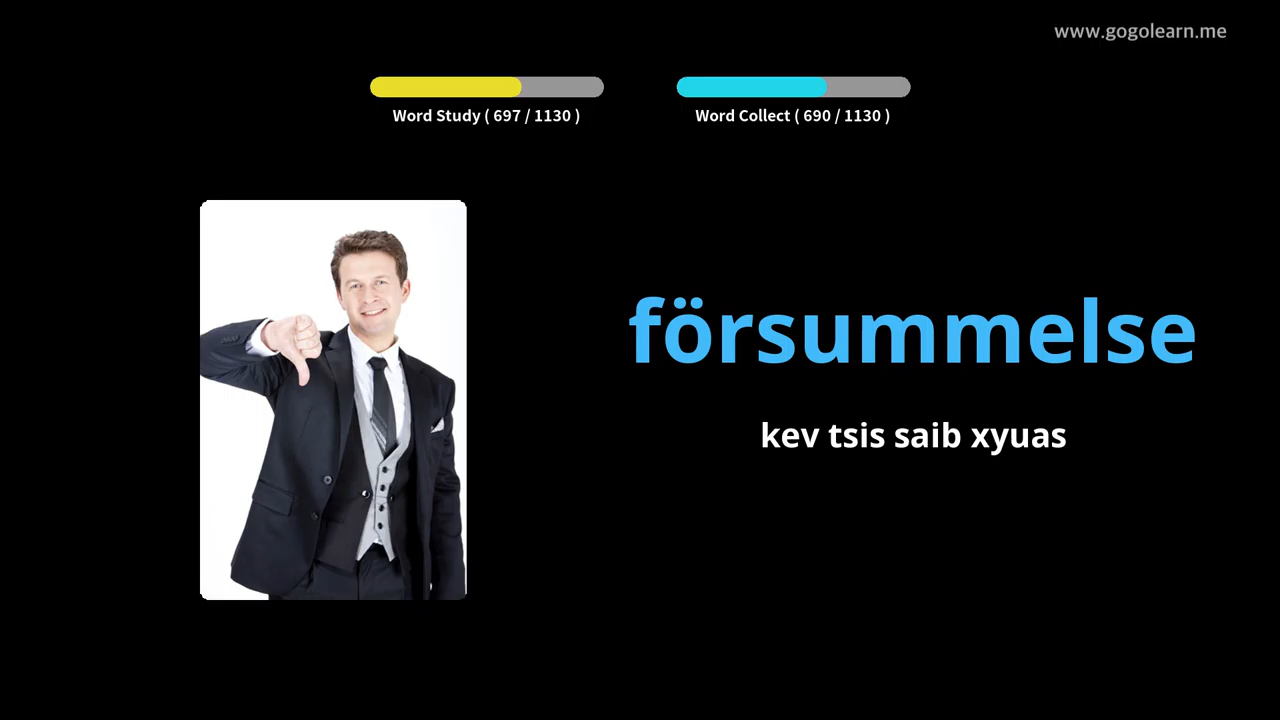 www.gogolearn.me
Word Study ( 697 / 1130 )
Word Collect ( 690 / 1130 )
försummelse
kev tsis saib xyuas